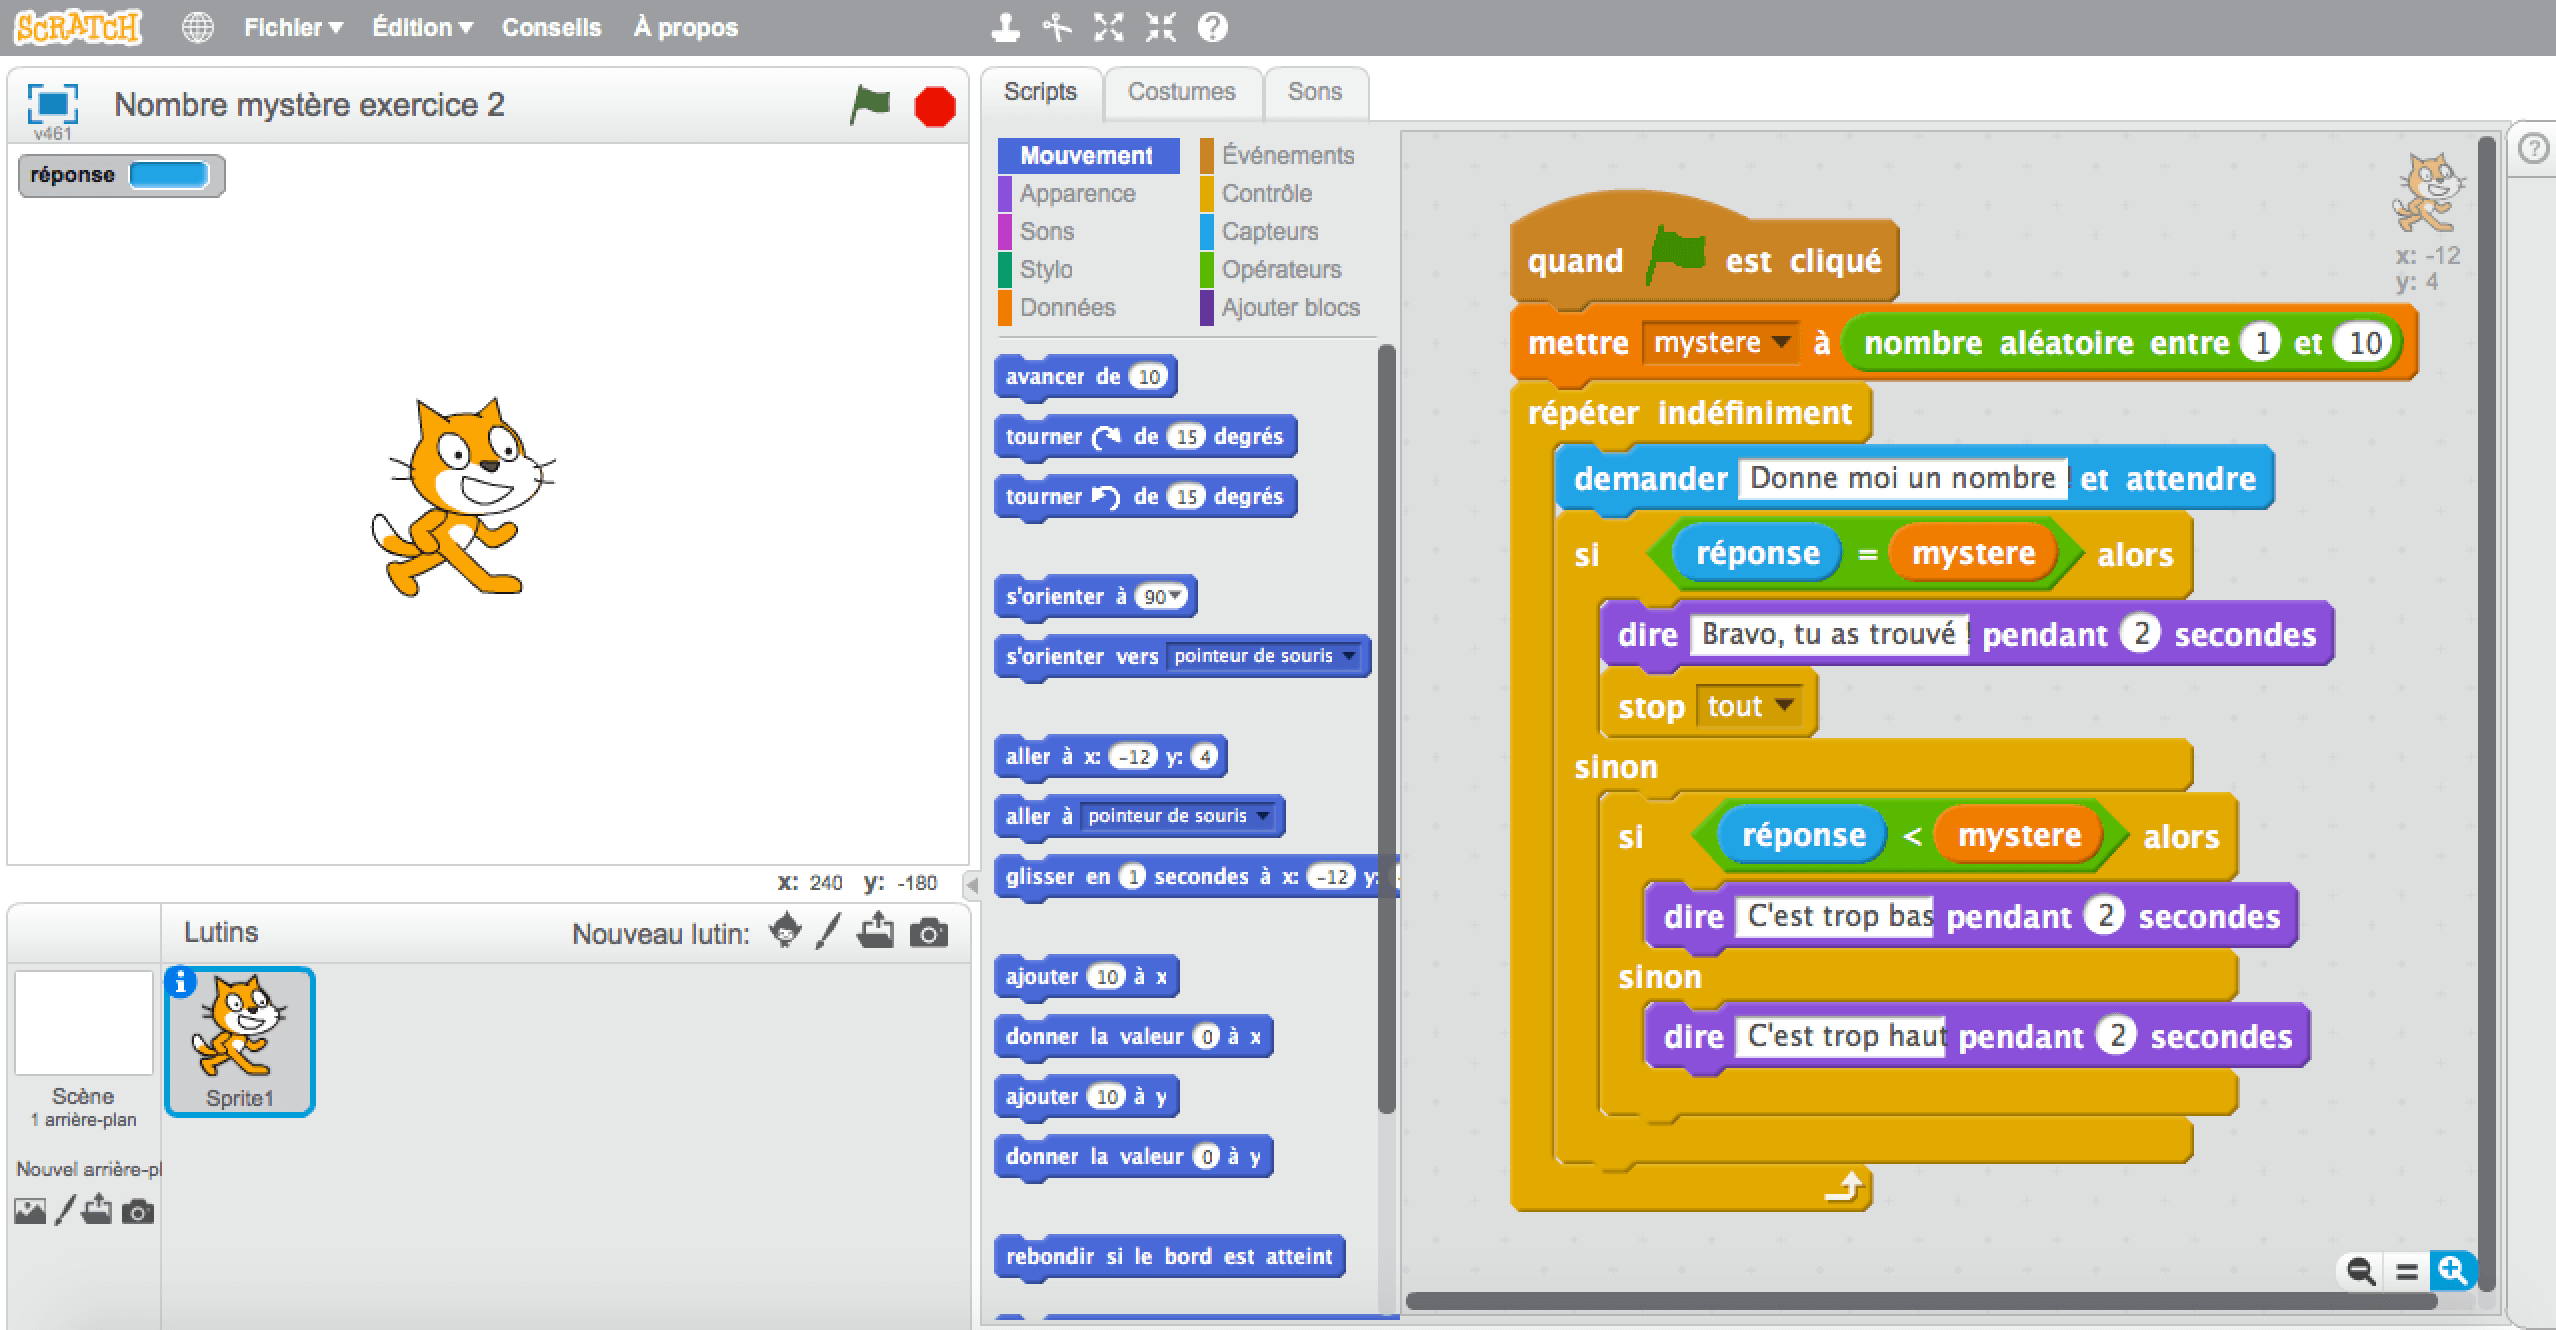 SCRATCH Fichier Édition Conseils À propos
v461 Nombre mystère exercice 2
réponse
x: 240 y: -180
Lutins Nouveau lutin:
Scène
1 arrière-plan
Nouvel arrière-pl
Sprite1
Scripts Costumes Sons
Mouvement Événements
Apparence Contrôle
Sons Capteurs
Stylo Opérateurs
Données Ajouter blocs
avancer de 10
tourner de 15 degrés
tourner de 15 degrés
s'orienter à 90
s'orienter vers pointeur de souris
aller à x: -12 y: 4
aller à pointeur de souris
glisser en 1 secondes à x: -12 y:
ajouter 10 à x
donner la valeur 0 à x
ajouter 10 à y
donner la valeur 0 à y
rebondir si le bord est atteint
quand est cliqué
mettre mystere à nombre aléatoire entre 1 et 10
répéter indéfiniment
demander Donne moi un nombre et attendre
si réponse = mystere alors
dire Bravo, tu as trouvé ! pendant 2 secondes
stop tout
sinon
si réponse < mystere alors
dire C'est trop bas pendant 2 secondes
sinon
dire C'est trop haut pendant 2 secondes
x: -12
y: 4